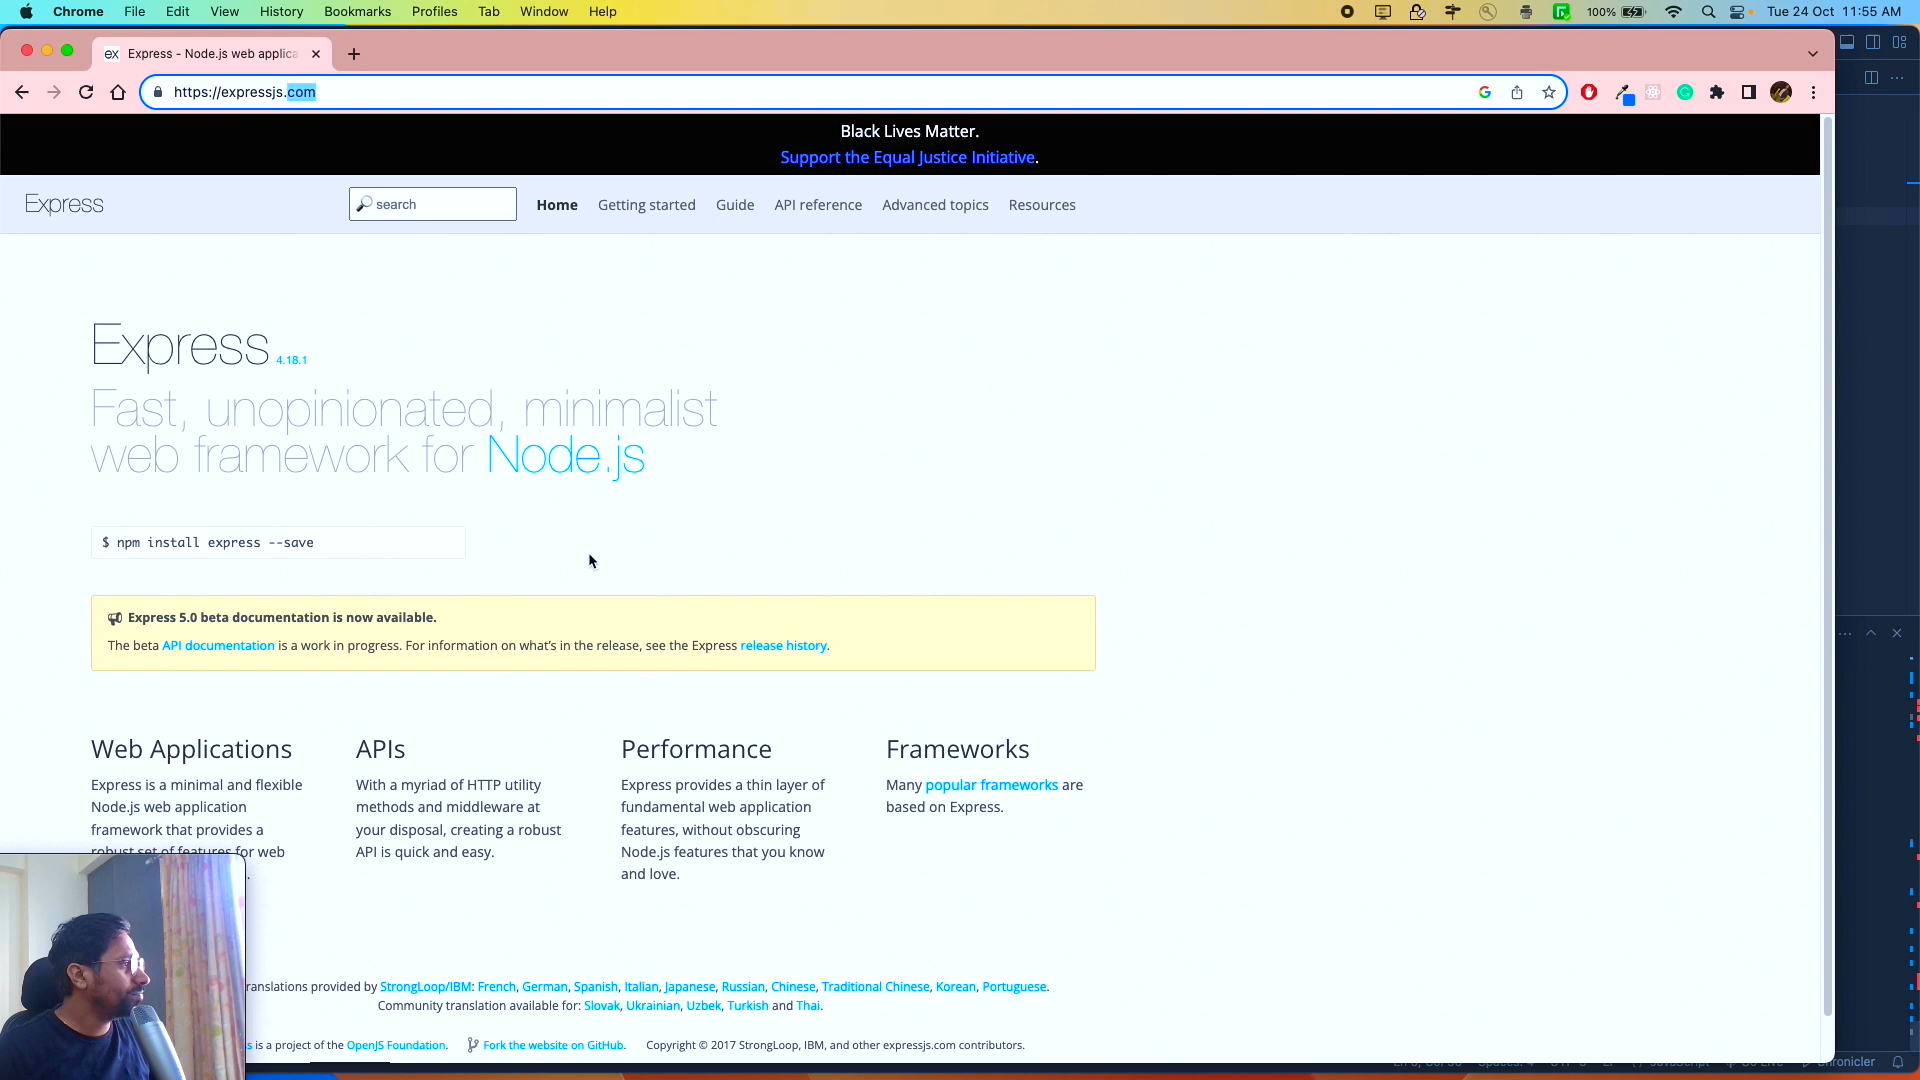 Chrome File Edit View History Bookmarks Profiles Tab Window Help 100% Tue 24 Oct 11:55 AM
ex Express - Node.js web applica
https://expressjs.com
Black Lives Matter.
Support the Equal Justice Initiative.
Express search Home Getting started Guide API reference Advanced topics Resources
Express 4.18.1
Fast, unopinionated, minimalist
web framework for Node.js
$ npm install express --save
Express 5.0 beta documentation is now available.
The beta API documentation is a work in progress. For information on what's in the release, see the Express release history.
Web Applications
Express is a minimal and flexible
Node.js web application
framework that provides a
robust set of features for web
APIs
With a myriad of HTTP utility
methods and middleware at
your disposal, creating a robust
API is quick and easy.
Performance
Express provides a thin layer of
fundamental web application
features, without obscuring
Node.js features that you know
and love.
Frameworks
Many popular frameworks are
based on Express.
ranslations provided by StrongLoop/IBM: French, German, Spanish, Italian, Japanese, Russian, Chinese, Traditional Chinese, Korean, Portuguese.
Community translation available for: Slovak, Ukrainian, Uzbek, Turkish and Thai.
s is a project of the OpenJS Foundation. Fork the website on GitHub. Copyright © 2017 StrongLoop, IBM, and other expressjs.com contributors.